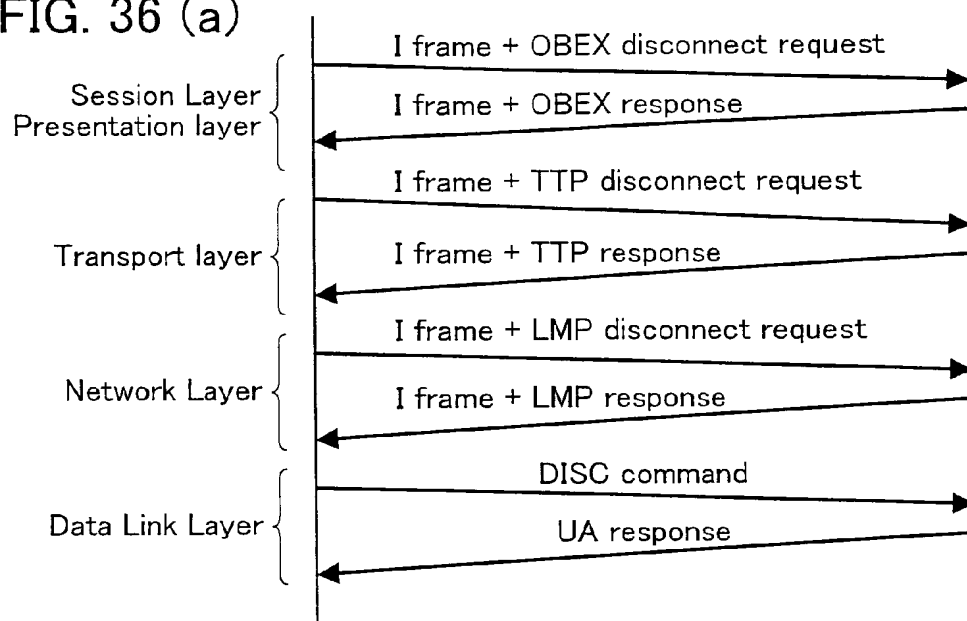 FIG. 36 (a)
I frame + OBEX disconnect request
Session Layer
Presentation layer
I frame + OBEX response
I frame + TTP disconnect request
Transport layer
I frame + TTP response
I frame + LMP disconnect request
Network Layer
I frame + LMP response
DISC command
Data Link Layer
UA response